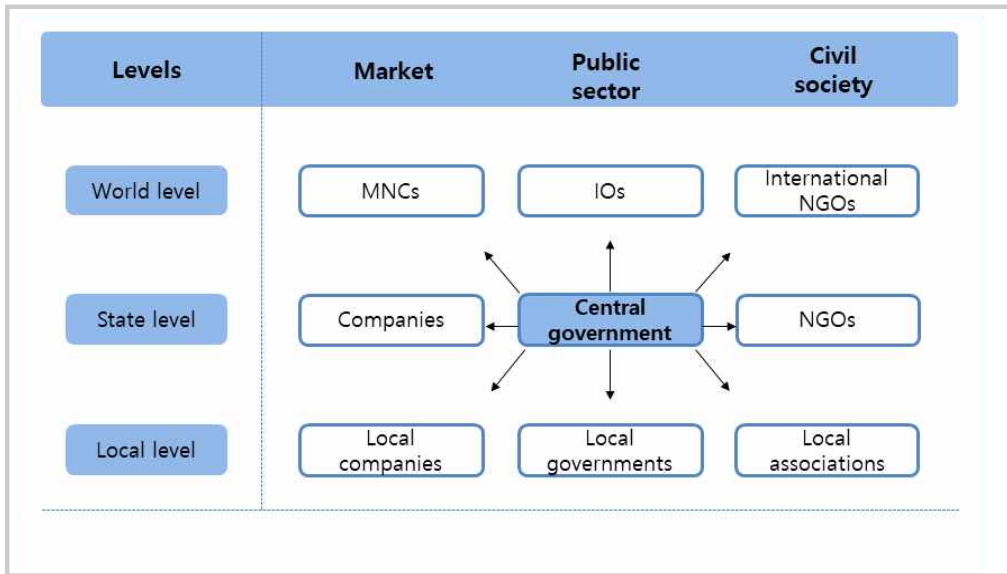 Levels
Market
Public
sector
Civil
society
World level
MNCs
IOs
International
NGOs
State level
Companies
Central
government
NGOs
Local level
Local
companies
Local
governments
Local
associations